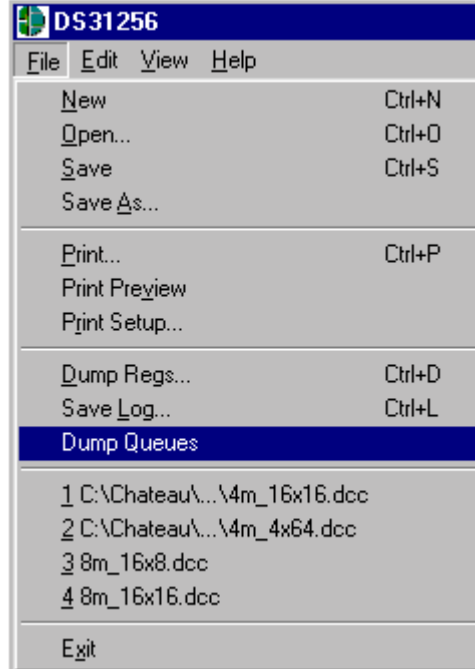 DS31256
File Edit View Help
New Ctrl+N
Open... Ctrl+O
Save Ctrl+S
Save As...
Print... Ctrl+P
Print Preview
Print Setup...
Dump Regs... Ctrl+D
Save Log... Ctrl+L
Dump Queues
1 C:\Chateau\...\4m_16x16.dcc
2 C:\Chateau\...\4m_4x64.dcc
3 8m_16x8.dcc
4 8m_16x16.dcc
Exit